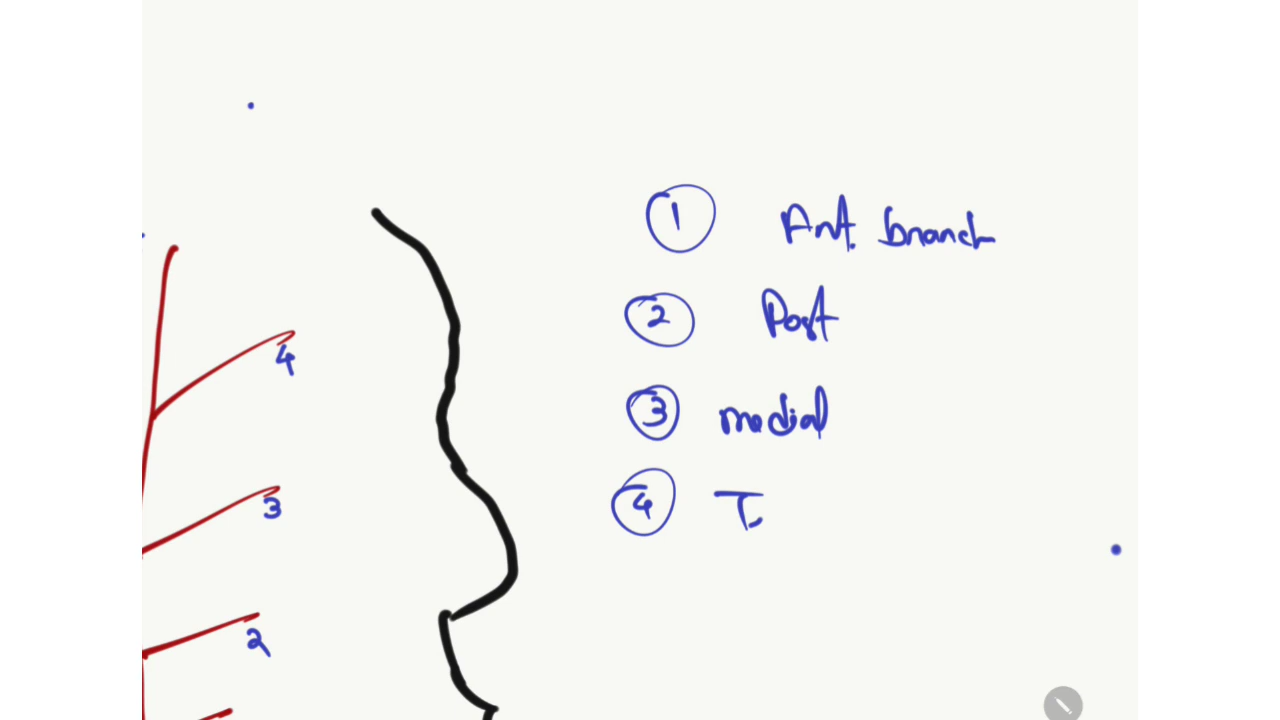 ① Ant. branch
② Post
③ medial
④ T
4
3
2